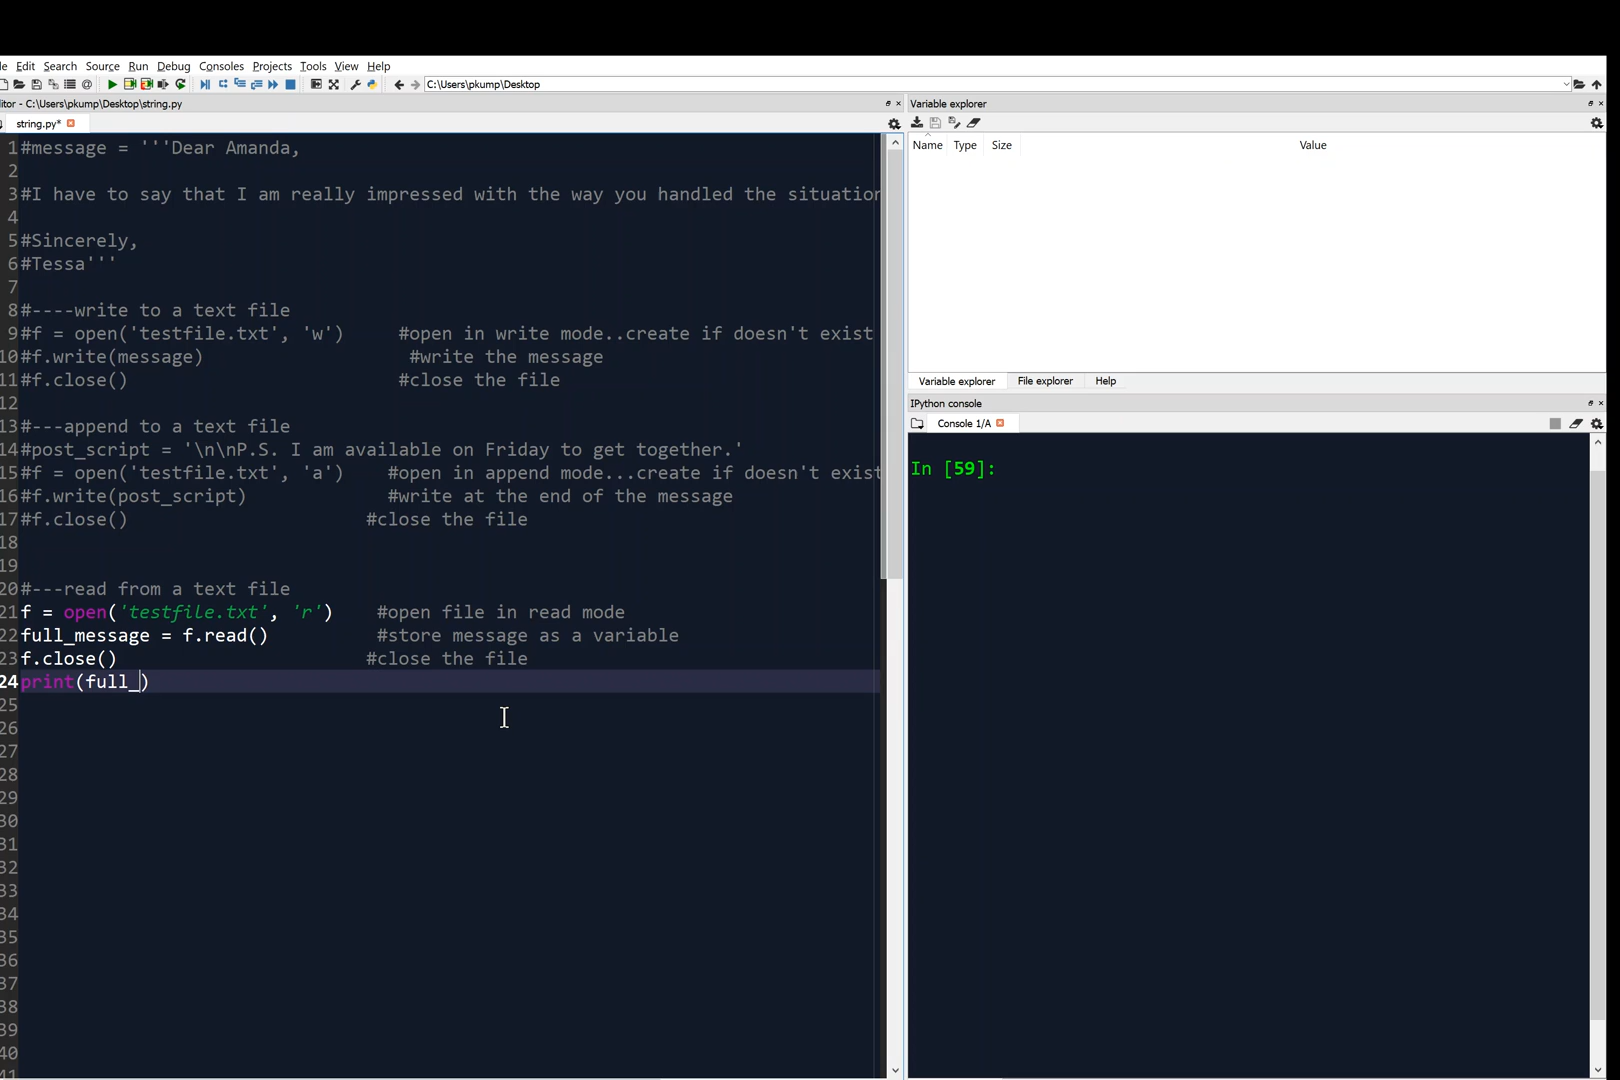 le Edit Search Source Run Debug Consoles Projects Tools View Help
C:\Users\pkump\Desktop
itor - C:\Users\pkump\Desktop\string.py
string.py*
1 #message = '''Dear Amanda,
2
3 #I have to say that I am really impressed with the way you handled the situation
4
5 #Sincerely,
6 #Tessa'''
7
8 #----write to a text file
9 #f = open('testfile.txt', 'w')     #open in write mode..create if doesn't exist
10 #f.write(message)                   #write the message
11 #f.close()                         #close the file
12
13 #---append to a text file
14 #post_script = '\n\nP.S. I am available on Friday to get together.'
15 #f = open('testfile.txt', 'a')    #open in append mode...create if doesn't exist
16 #f.write(post_script)             #write at the end of the message
17 #f.close()                      #close the file
18
19
20 #---read from a text file
21 f = open('testfile.txt', 'r')    #open file in read mode
22 full_message = f.read()          #store message as a variable
23 f.close()                       #close the file
24 print(full_)
25
26
27
28
29
30
31
32
33
34
35
36
37
38
39
40
41
Variable explorer
Name Type Size Value
Variable explorer File explorer Help
IPython console
Console 1/A
In [59]: